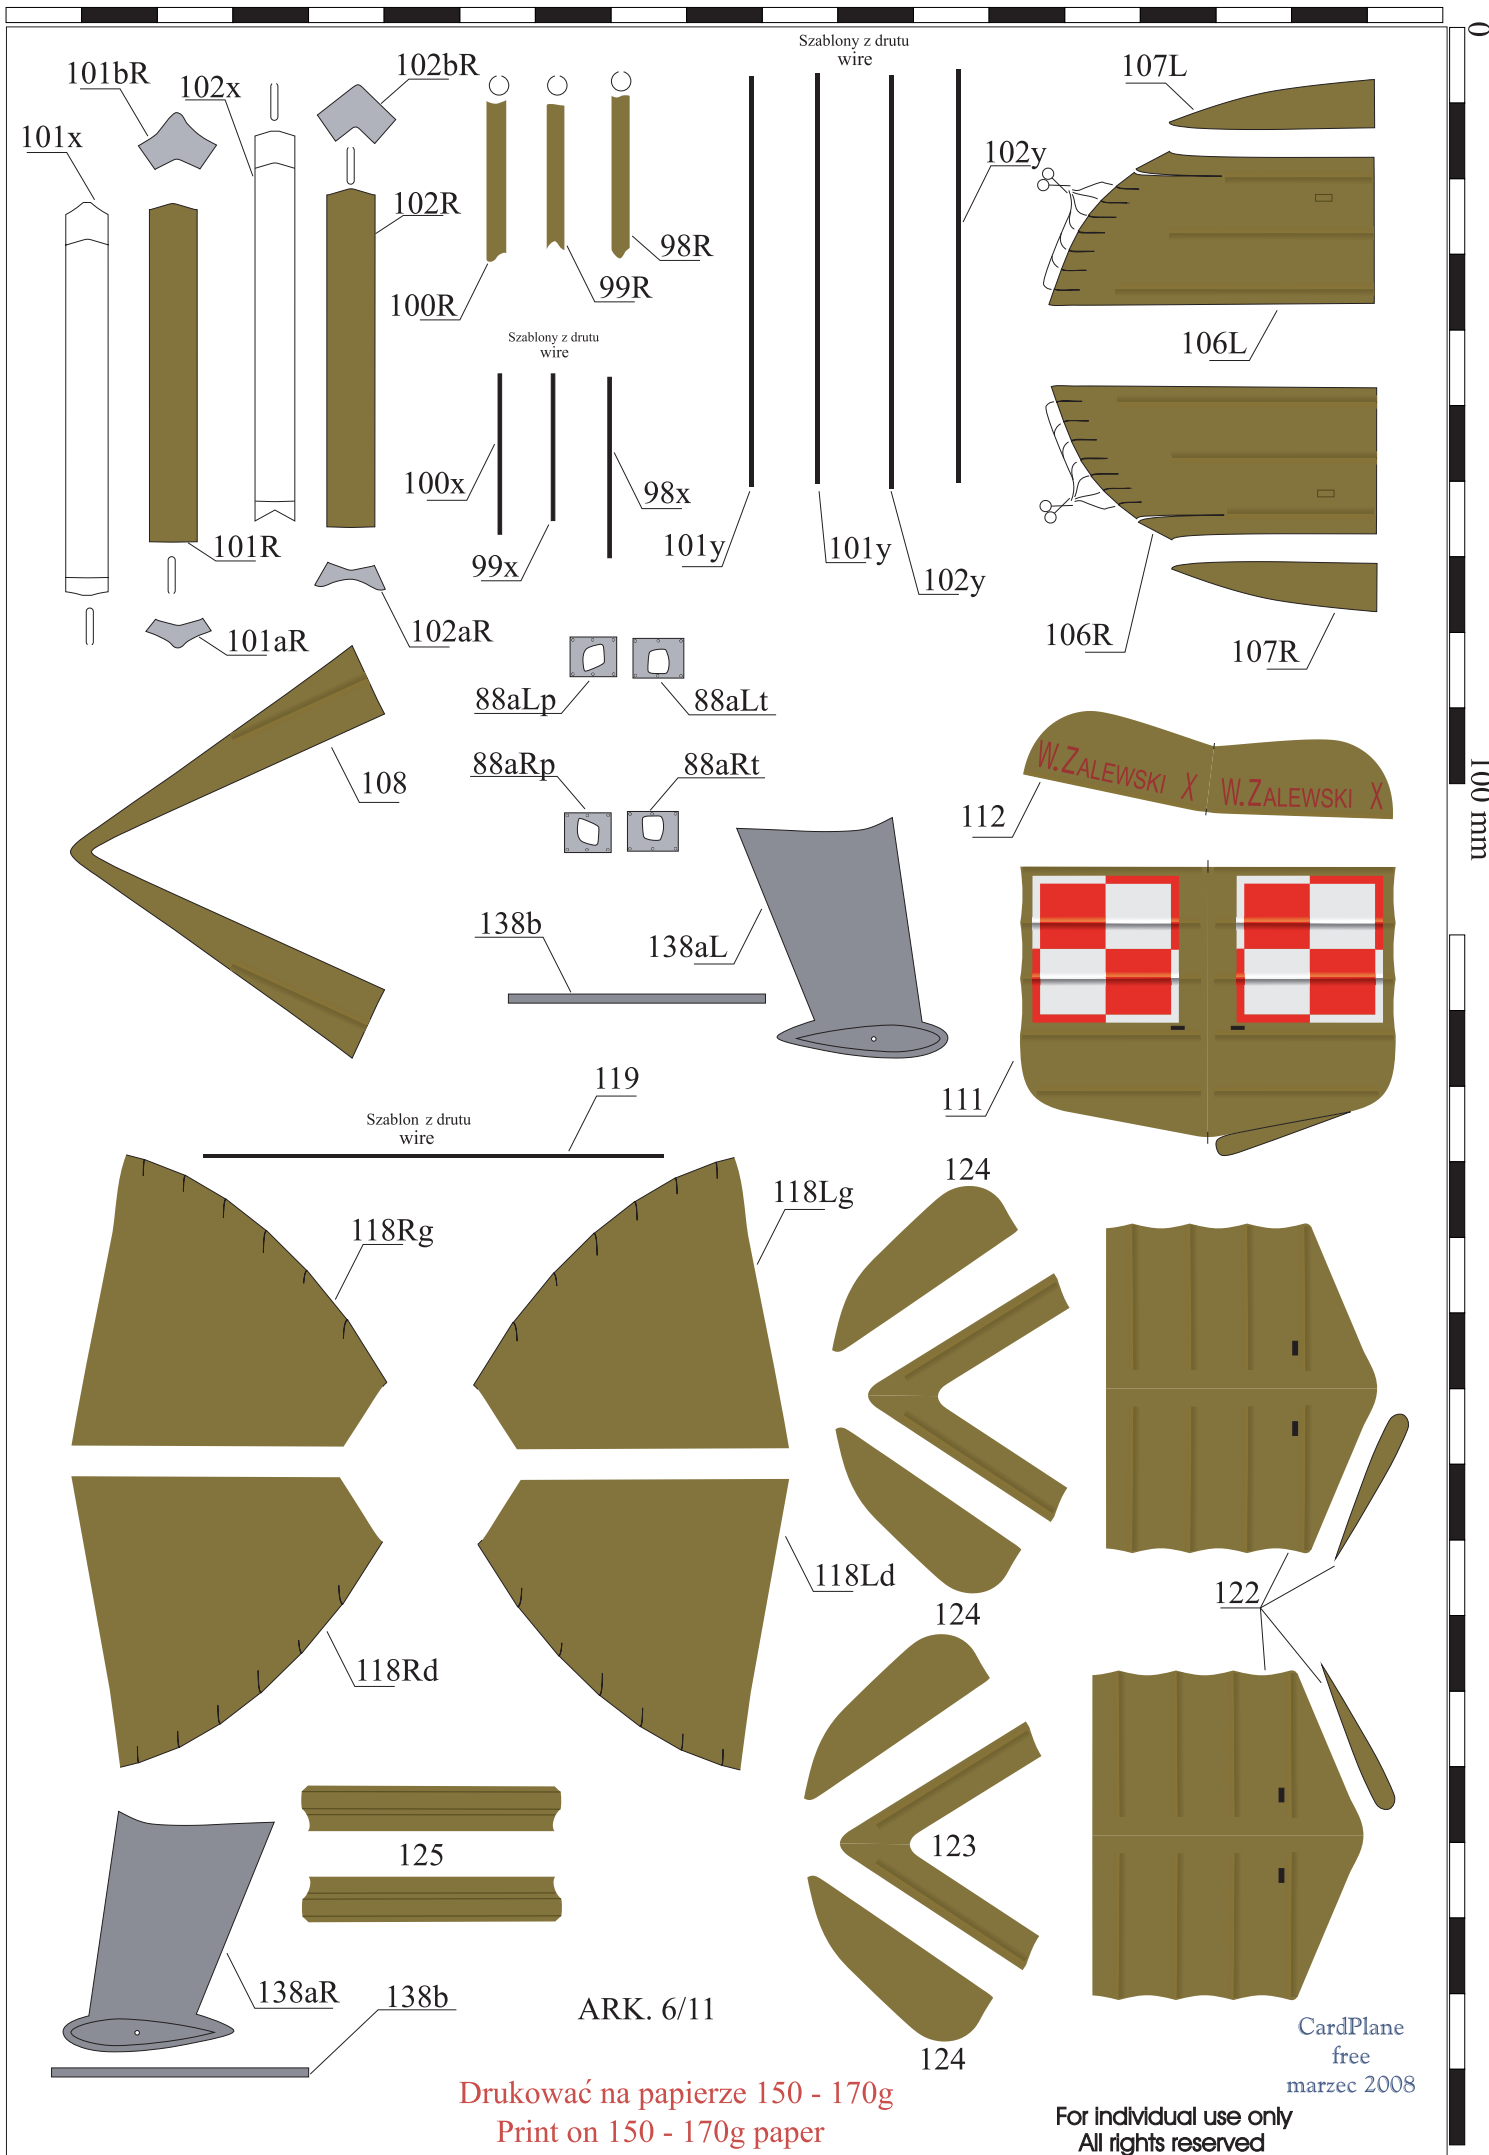 Szablony z drutu
wire
0
101bR
102x
102bR
107L
101x
102y
102R
98R
99R
100R
Szablony z drutu
wire
106L
100x
98x
101R
99x
101y
101y
102y
101aR
102aR
106R
107R
88aLp
88aLt
88aRp
88aRt
108
W.ZALEWSKI X
W.ZALEWSKI X
112
100 mm
138b
138aL
119
111
Szablon z drutu
wire
124
118Lg
118Rg
118Ld
122
124
118Rd
125
123
138aR
138b
ARK. 6/11
124
CardPlane
free
marzec 2008
Drukować na papierze 150 - 170g
Print on 150 - 170g paper
For individual use only
All rights reserved